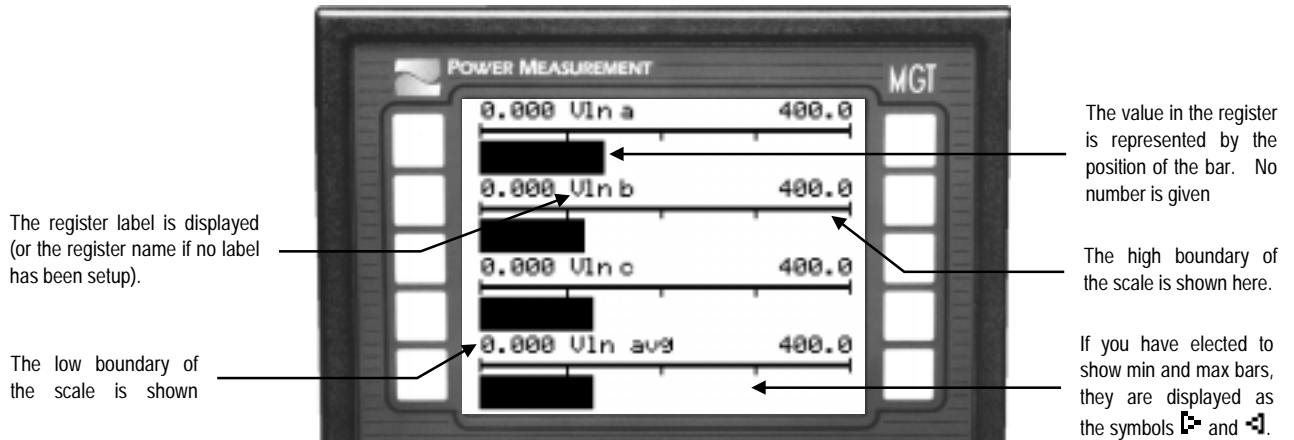 POWER MEASUREMENT
MGT
0.000 Vln a 400.0
0.000 Vln b 400.0
0.000 Vln c 400.0
0.000 Vln avg 400.0
The register label is displayed
(or the register name if no label
has been setup).
The low boundary of
the scale is shown
The value in the register
is represented by the
position of the bar. No
number is given
The high boundary of
the scale is shown here.
If you have elected to
show min and max bars,
they are displayed as
the symbols and .